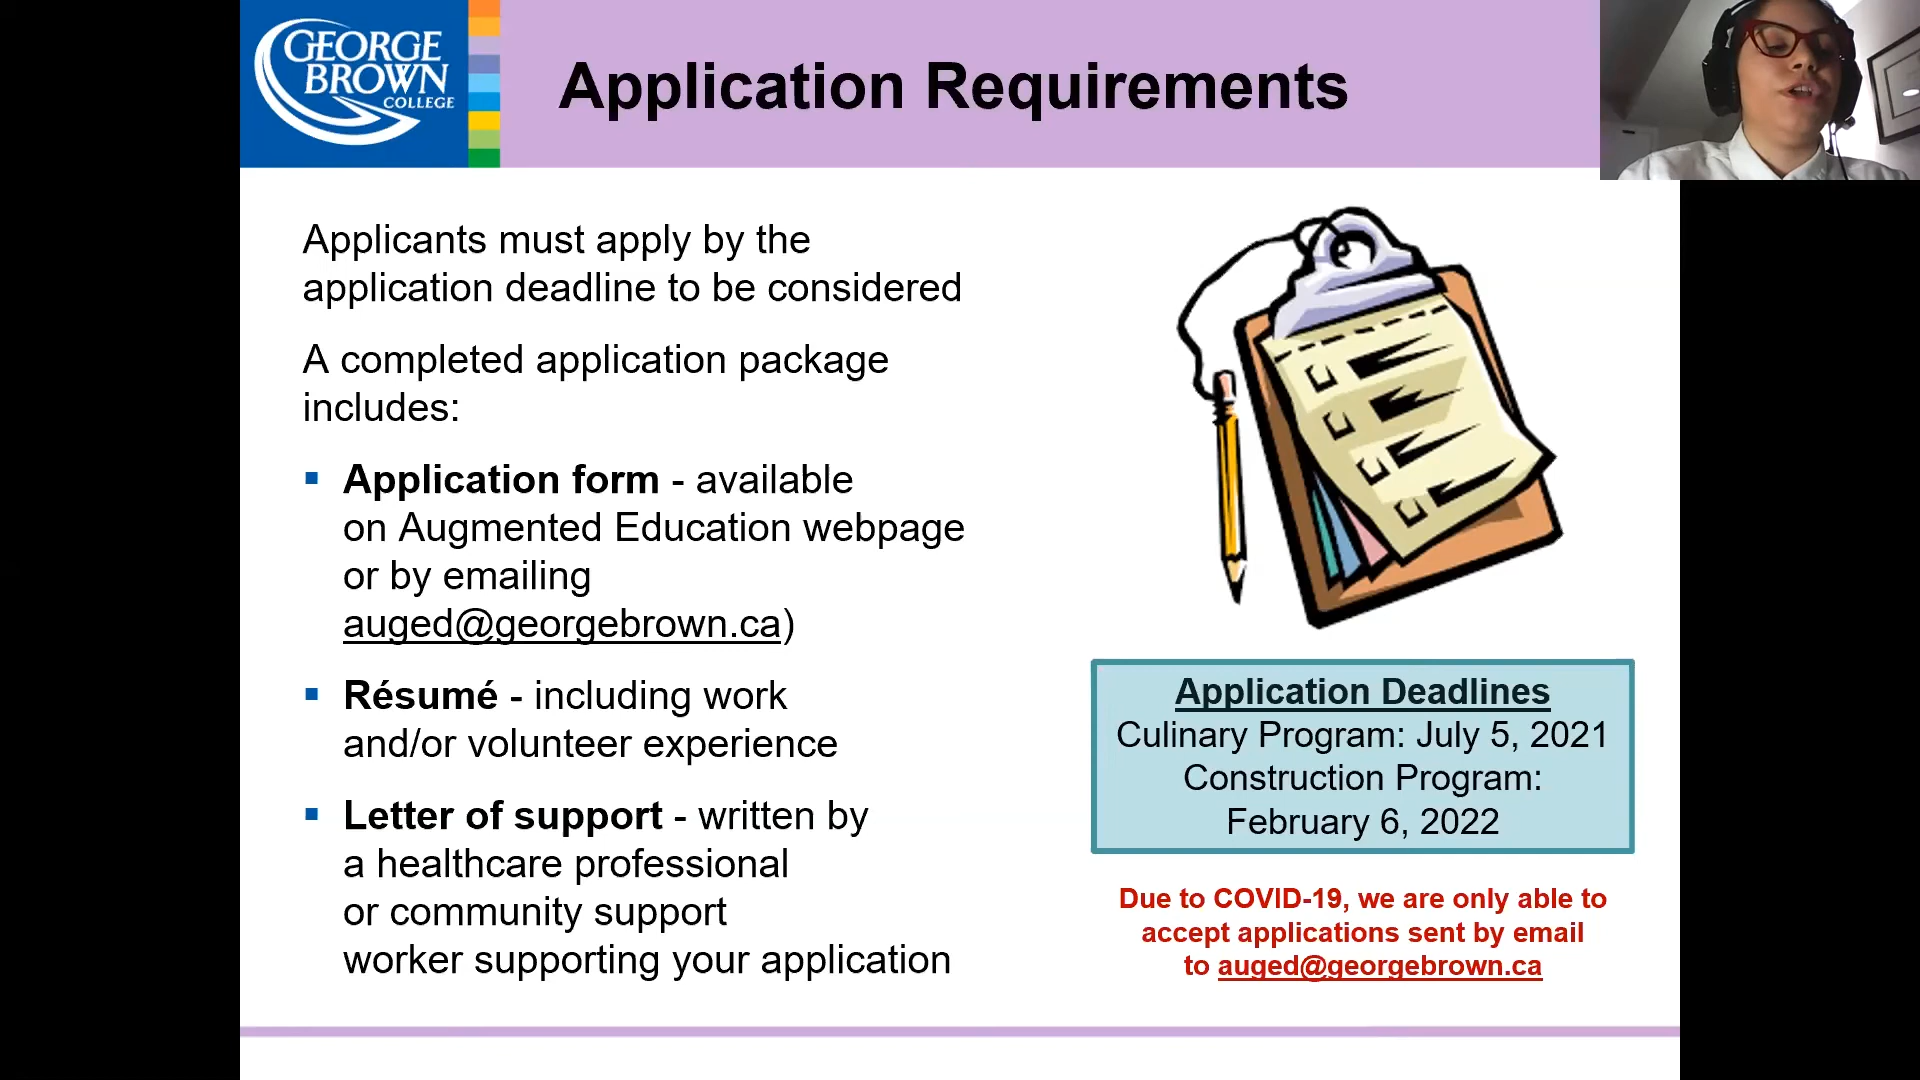 GEORGE
BROWN
COLLEGE
Application Requirements
Applicants must apply by the
application deadline to be considered
A completed application package
includes:
Application form - available
on Augmented Education webpage
or by emailing
auged@georgebrown.ca)
Résumé - including work
and/or volunteer experience
Letter of support - written by
a healthcare professional
or community support
worker supporting your application
Application Deadlines
Culinary Program: July 5, 2021
Construction Program:
February 6, 2022
Due to COVID-19, we are only able to
accept applications sent by email
to auged@georgebrown.ca